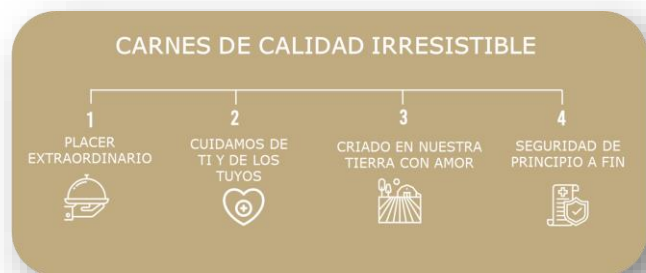 CARNES DE CALIDAD IRRESISTIBLE
1
PLACER
EXTRAORDINARIO
2
CUIDAMOS DE
TI Y DE LOS
TUYOS
3
CRIADO EN NUESTRA
TIERRA CON AMOR
4
SEGURIDAD DE
PRINCIPIO A FIN